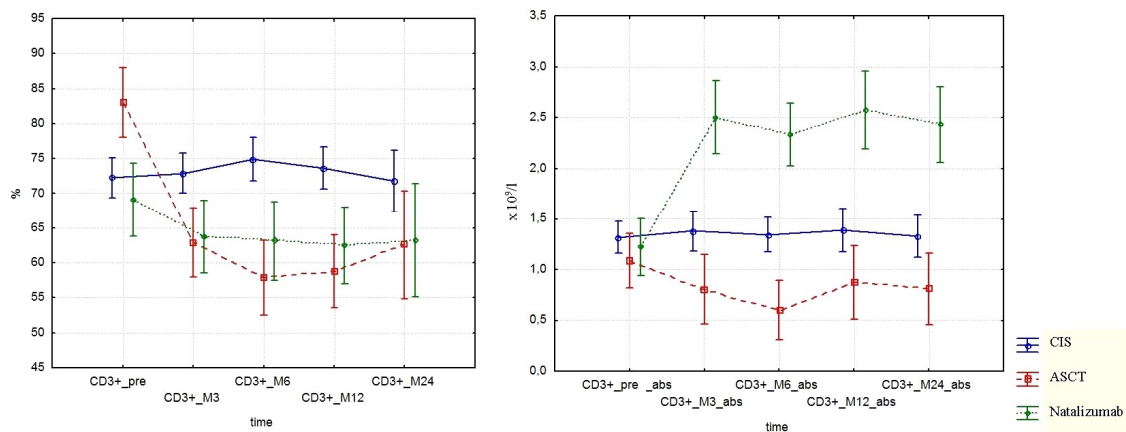 95
90
85
80
75
70
65
60
55
50
45
%
CD3+_pre
CD3+_M3
CD3+_M6
CD3+_M12
CD3+_M24
time
3,5
3,0
2,5
2,0
1,5
1,0
0,5
0,0
x 10⁹/l
CD3+_pre _abs
CD3+_M3_abs
CD3+_M6_abs
CD3+_M12_abs
CD3+_M24_abs
time
CIS
ASCT
Natalizumab